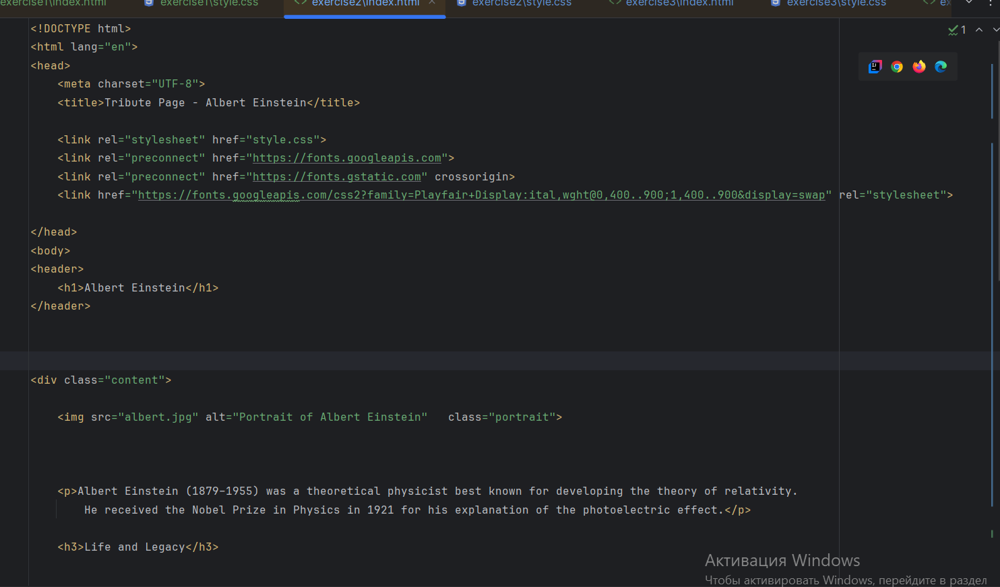 exercise1\index.html exercise1\style.css exercise2\index.html exercise2\style.css exercise3\index.html exercise3\style.css ex
1
<!DOCTYPE html>
<html lang="en">
<head>
<meta charset="UTF-8">
<title>Tribute Page - Albert Einstein</title>
<link rel="stylesheet" href="style.css">
<link rel="preconnect" href="https://fonts.googleapis.com">
<link rel="preconnect" href="https://fonts.gstatic.com" crossorigin>
<link href="https://fonts.googleapis.com/css2?family=Playfair+Display:ital,wght@0,400..900;1,400..900&display=swap" rel="stylesheet">
</head>
<body>
<header>
<h1>Albert Einstein</h1>
</header>
<div class="content">
<img src="albert.jpg" alt="Portrait of Albert Einstein"   class="portrait">
<p>Albert Einstein (1879–1955) was a theoretical physicist best known for developing the theory of relativity.
He received the Nobel Prize in Physics in 1921 for his explanation of the photoelectric effect.</p>
<h3>Life and Legacy</h3>
Активация Windows
Чтобы активировать Windows, перейдите в раздел